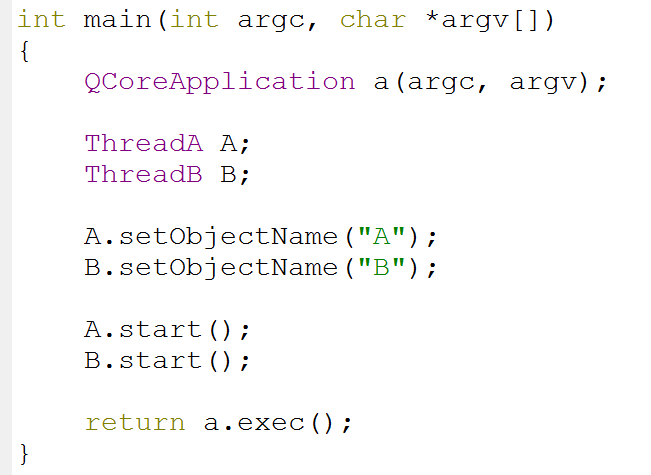 int main(int argc, char *argv[])
{
    QCoreApplication a(argc, argv);

    ThreadA A;
    ThreadB B;

    A.setObjectName("A");
    B.setObjectName("B");

    A.start();
    B.start();

    return a.exec();
}